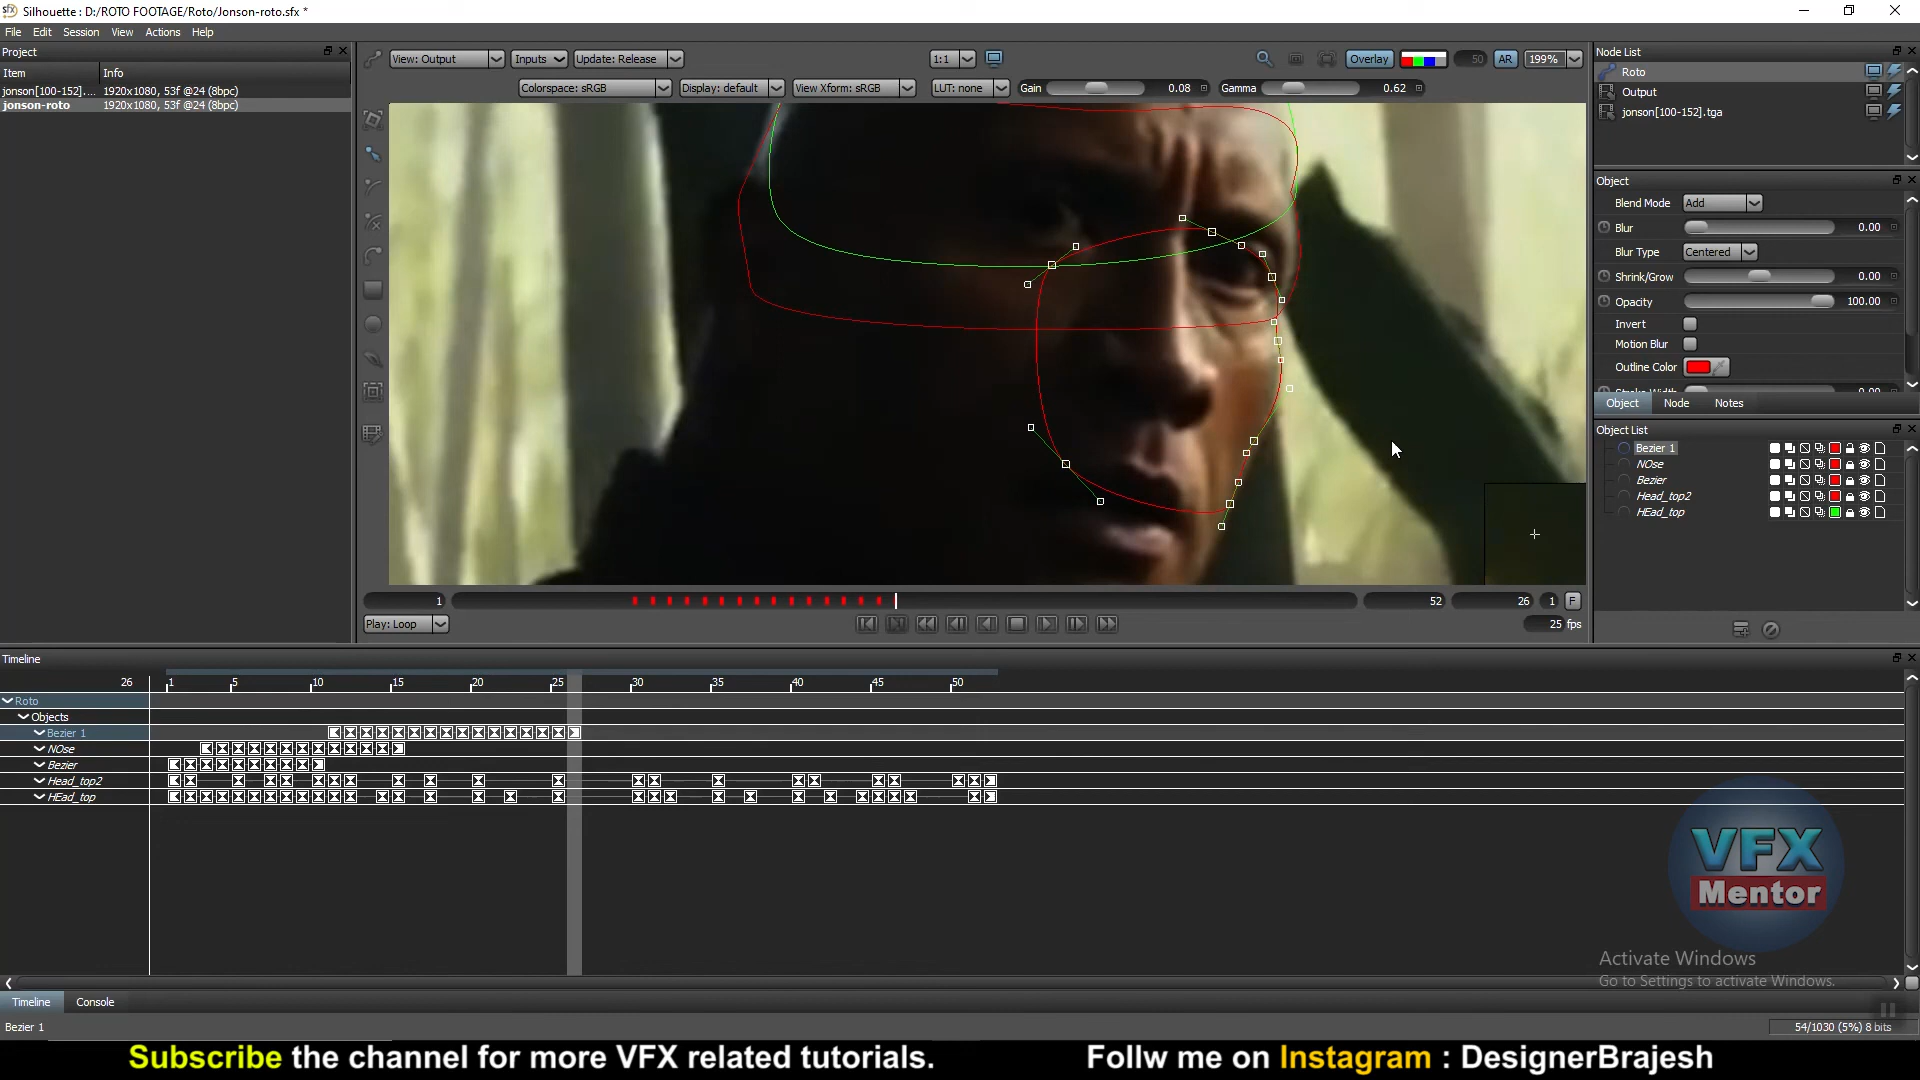 Silhouette : D:/ROTO FOOTAGE/Roto/Jonson-roto.sfx *
File Edit Session View Actions Help
Project
Item Info
jonson[100-152].... 1920x1080, 53f @24 (8bpc)
jonson-roto 1920x1080, 53f @24 (8bpc)
View: Output Inputs Update: Release 1:1 Overlay 50 AR 199%
Colorspace: sRGB Display: default View Xform: sRGB LUT: none Gain 0.08 Gamma 0.62
Node List
Roto
Output
jonson[100-152].tga
Object
Blend Mode Add
Blur 0.00
Blur Type Centered
Shrink/Grow 0.00
Opacity 100.00
Invert
Motion Blur
Outline Color
Object Node Notes
Object List
Bezier 1
NOse
Bezier
Head_top2
HEad_top
1 52 26 1 F
Play: Loop 25 fps
Timeline
26 1 5 10 15 20 25 30 35 40 45 50
Roto
Objects
Bezier 1
NOse
Bezier
Head_top2
HEad_top
VFX
Mentor
Activate Windows
Go to Settings to activate Windows.
Timeline Console
Bezier 1 54/1030 (5%) 8 bits
Subscribe the channel for more VFX related tutorials. Follw me on Instagram : DesignerBrajesh